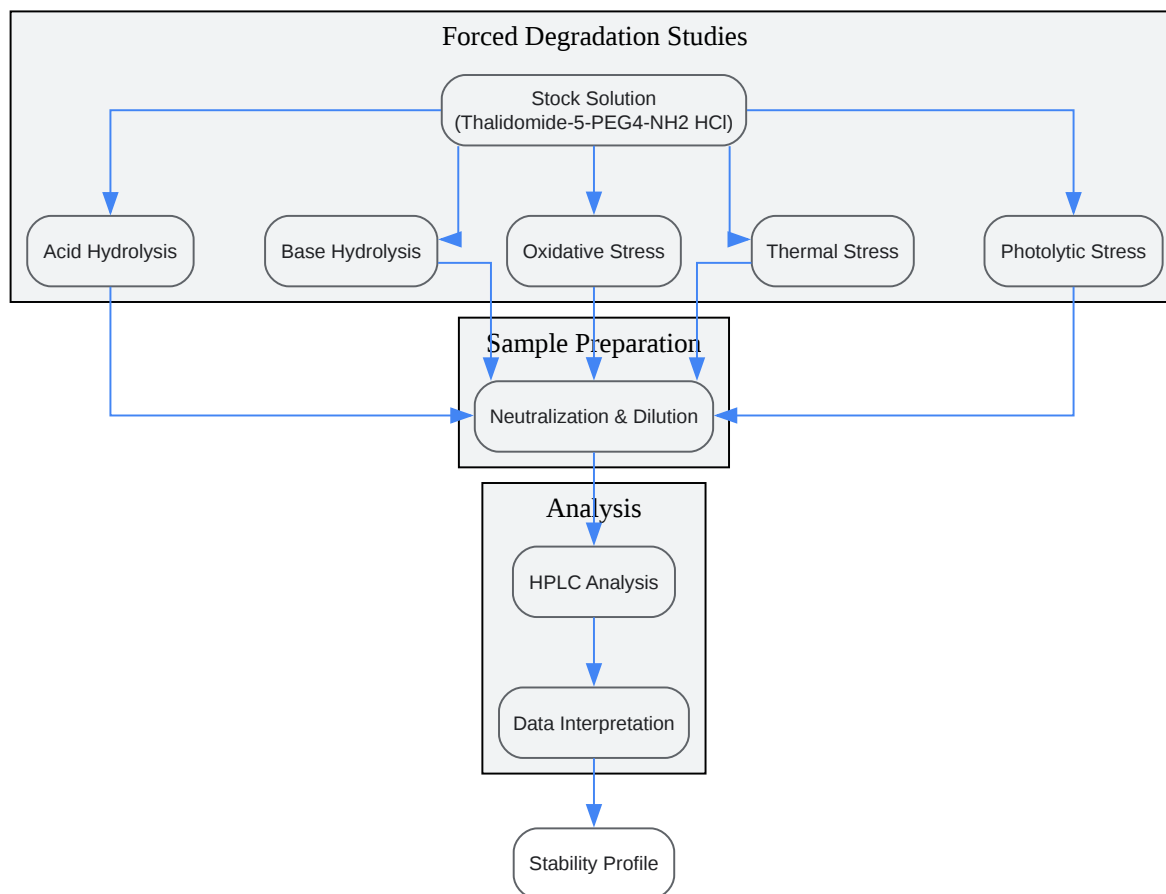 Forced Degradation Studies
Stock Solution
(Thalidomide-5-PEG4-NH2 HCl)
Acid Hydrolysis
Base Hydrolysis
Oxidative Stress
Thermal Stress
Photolytic Stress
Sample Preparation
Neutralization & Dilution
Analysis
HPLC Analysis
Data Interpretation
Stability Profile